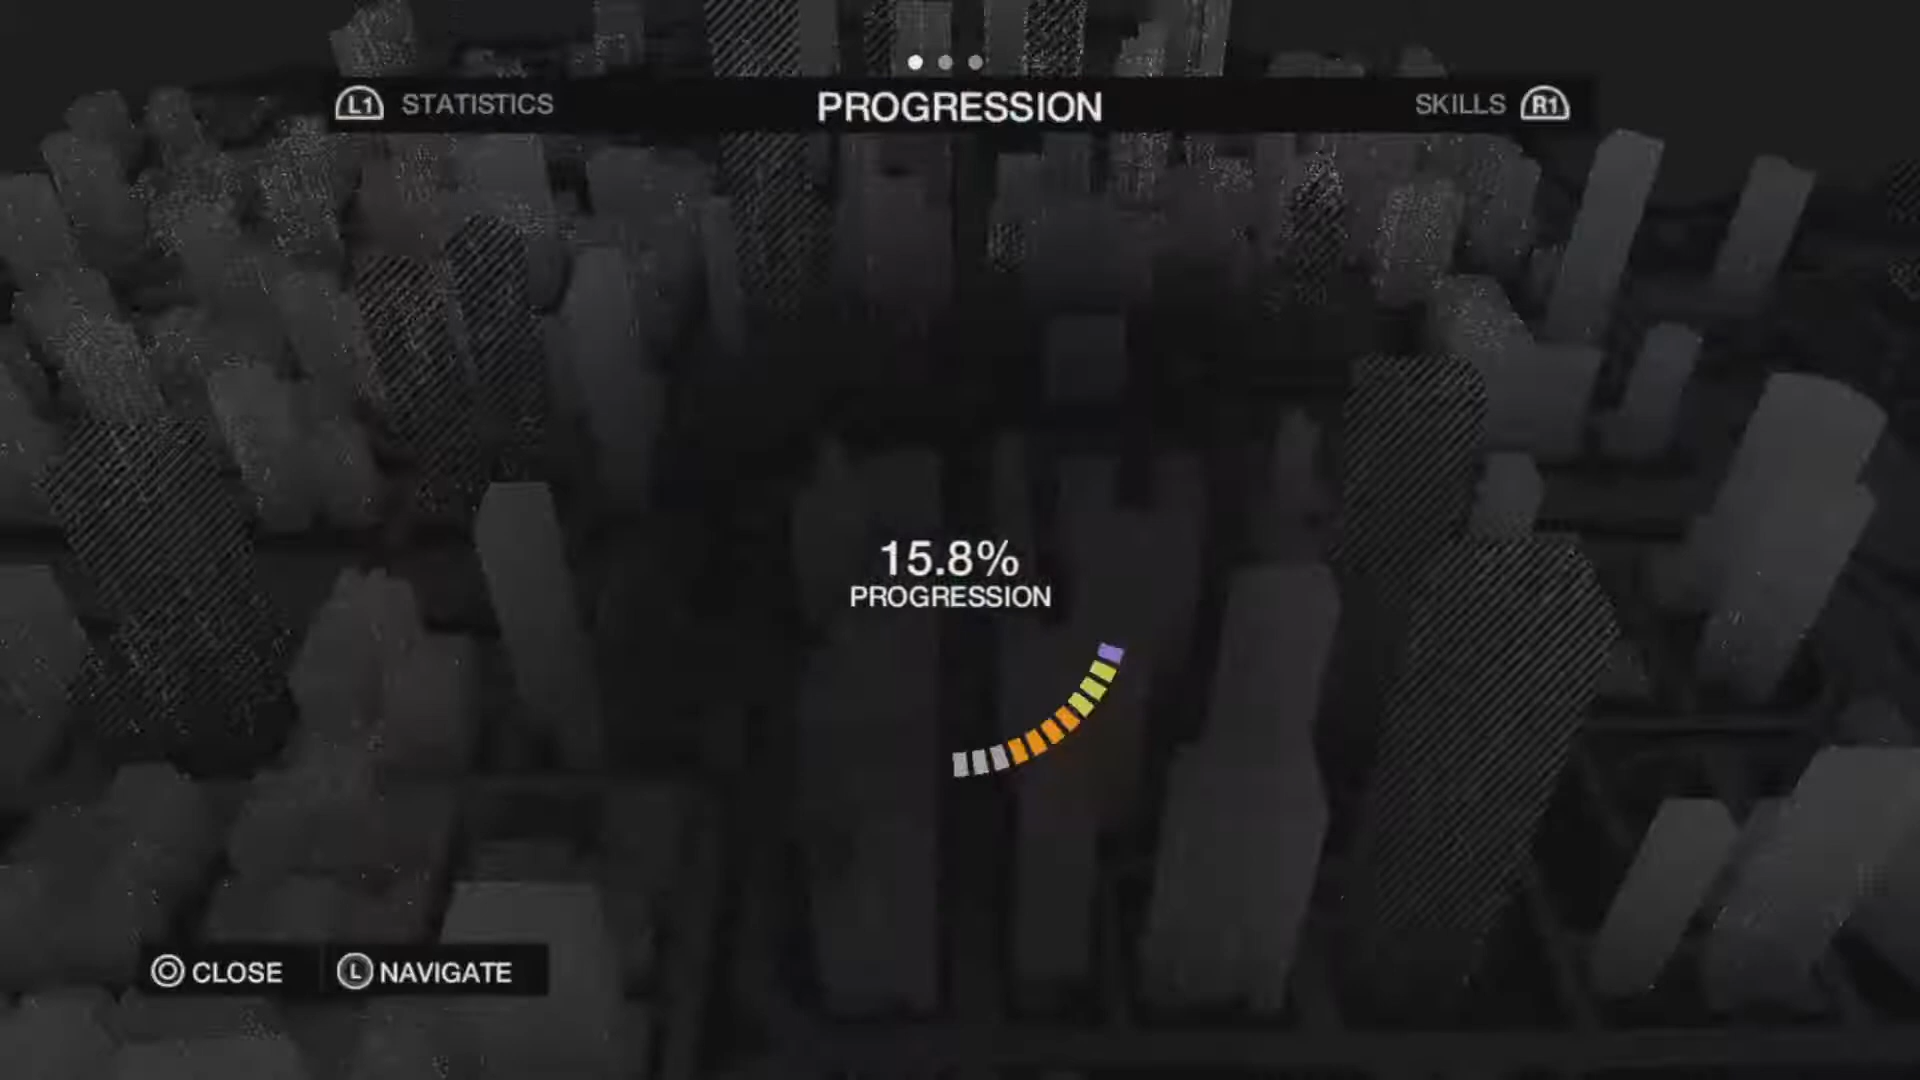 L1 STATISTICS
PROGRESSION
SKILLS R1
15.8%
PROGRESSION
CLOSE
L NAVIGATE